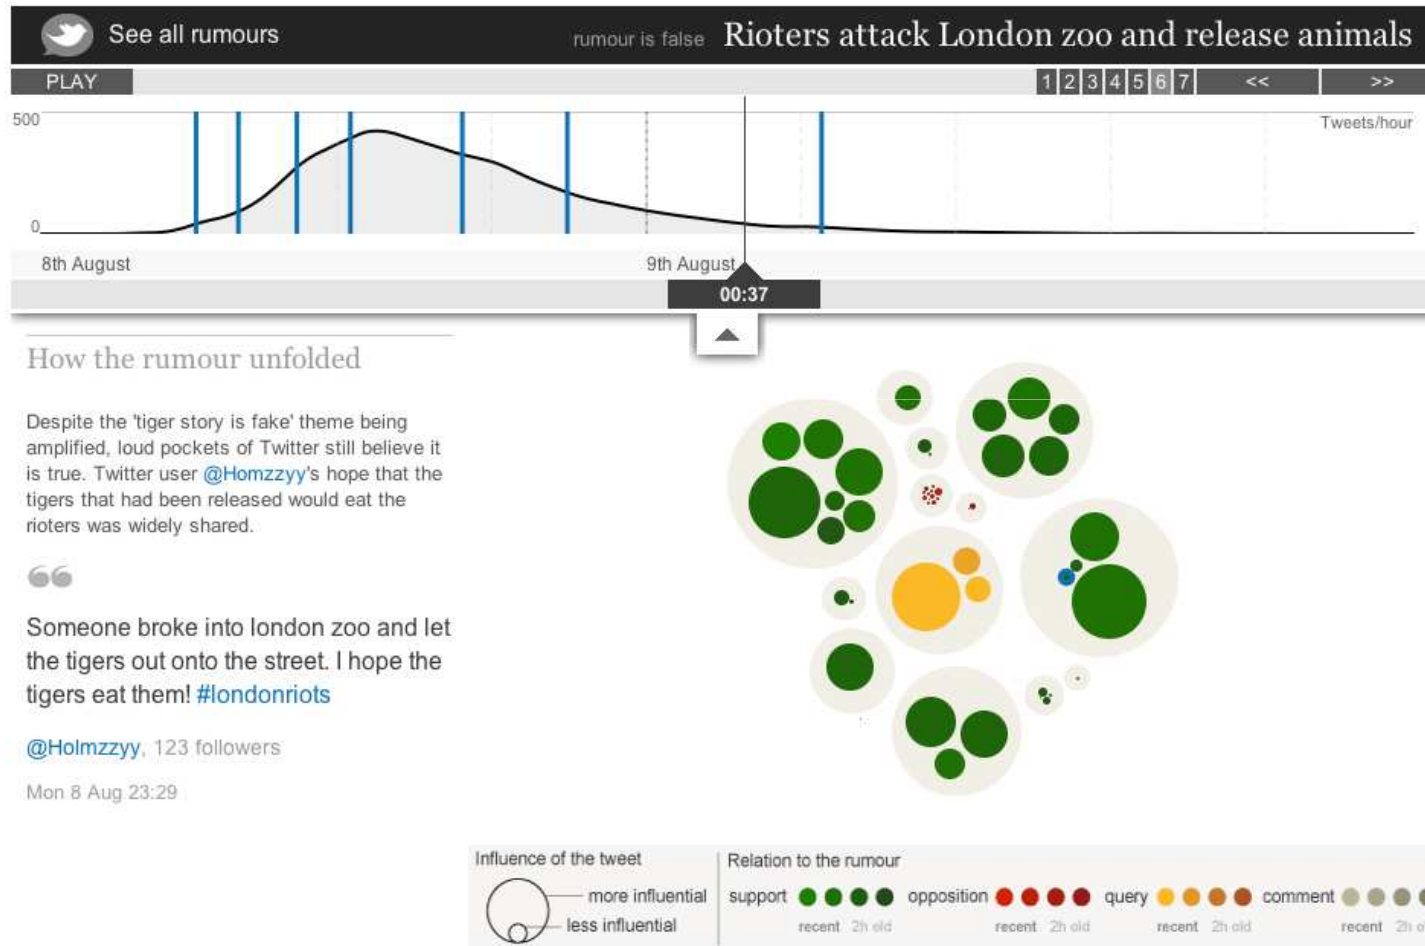 See all rumours
rumour is false Rioters attack London zoo and release animals
PLAY
1 2 3 4 5 6 7 << >>
500
Tweets/hour
0
8th August
9th August
00:37
How the rumour unfolded
Despite the 'tiger story is fake' theme being
amplified, loud pockets of Twitter still believe it
is true. Twitter user @Homzzyy's hope that the
tigers that had been released would eat the
rioters was widely shared.
Someone broke into london zoo and let
the tigers out onto the street. I hope the
tigers eat them! #londonriots
@Holmzzyy, 123 followers
Mon 8 Aug 23:29
Influence of the tweet
more influential
less influential
Relation to the rumour
support opposition query comment
recent 2h old recent 2h old recent 2h old recent 2h